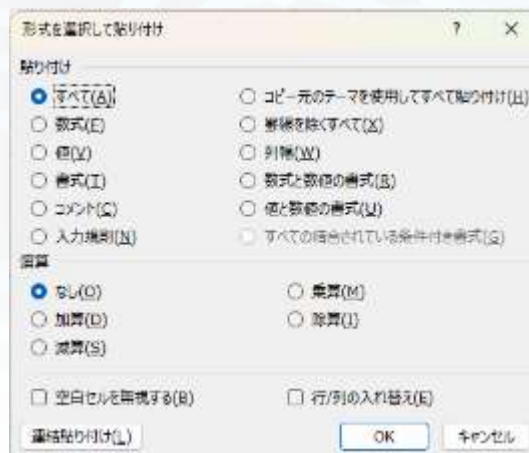 形式を選択して貼り付け ? ×
貼り付け
すべて(A) コピー元のテーマを使用してすべて貼り付け(H)
数式(F) 罫線を除くすべて(X)
値(V) 列幅(W)
書式(T) 数式と数値の書式(R)
コメント(C) 値と数値の書式(U)
入力規則(N) すべての結合されている条件付き書式(G)
演算
なし(O) 乗算(M)
加算(D) 除算(I)
減算(S)
空白セルを無視する(B) 行/列の入れ替え(E)
リンク貼り付け(L) OK キャンセル